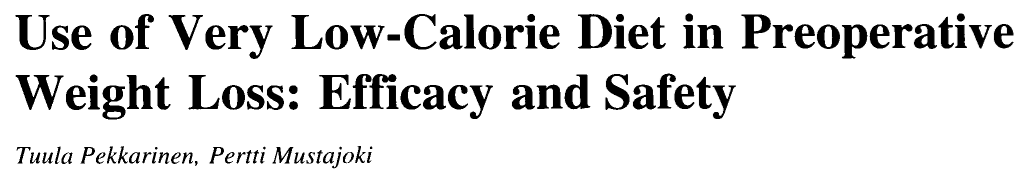 Use of Very Low-Calorie Diet in Preoperative
Weight Loss: Efficacy and Safety
Tuula Pekkarinen, Pertti Mustajoki